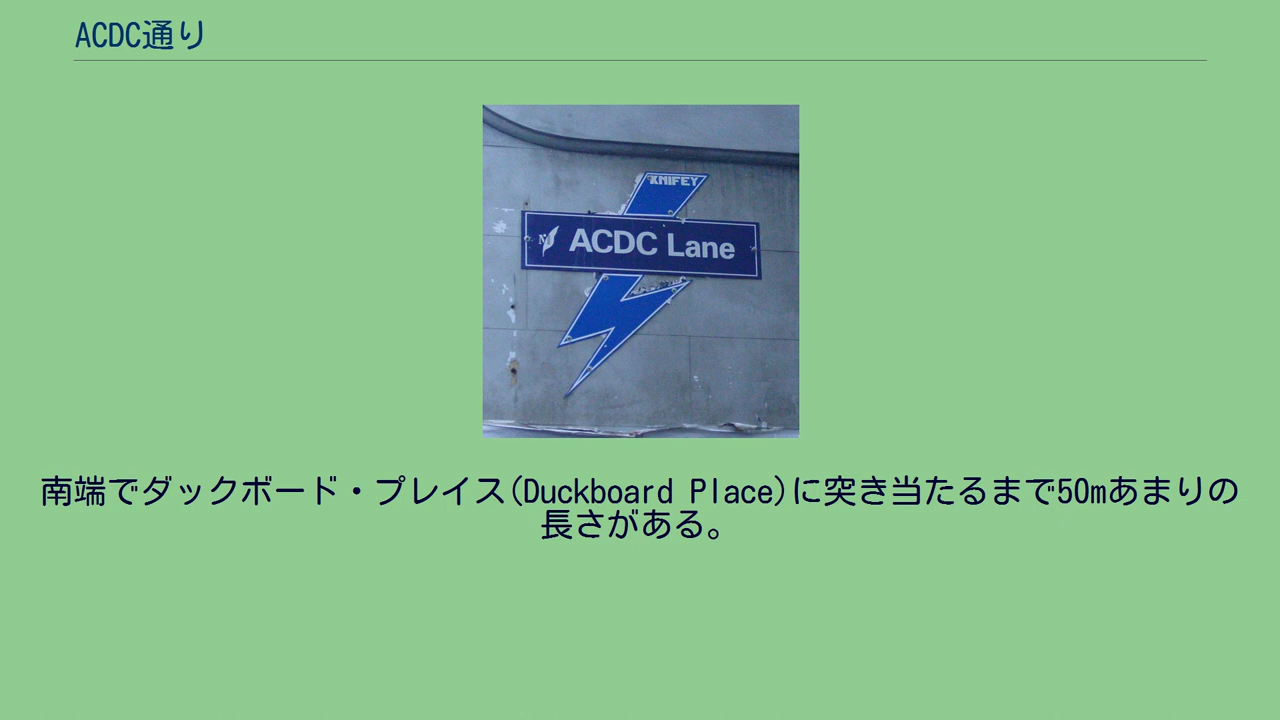 ACDC通り
KNIFEY
ACDC Lane
南端でダックボード・プレイス(Duckboard Place)に突き当たるまで50mあまりの
長さがある。